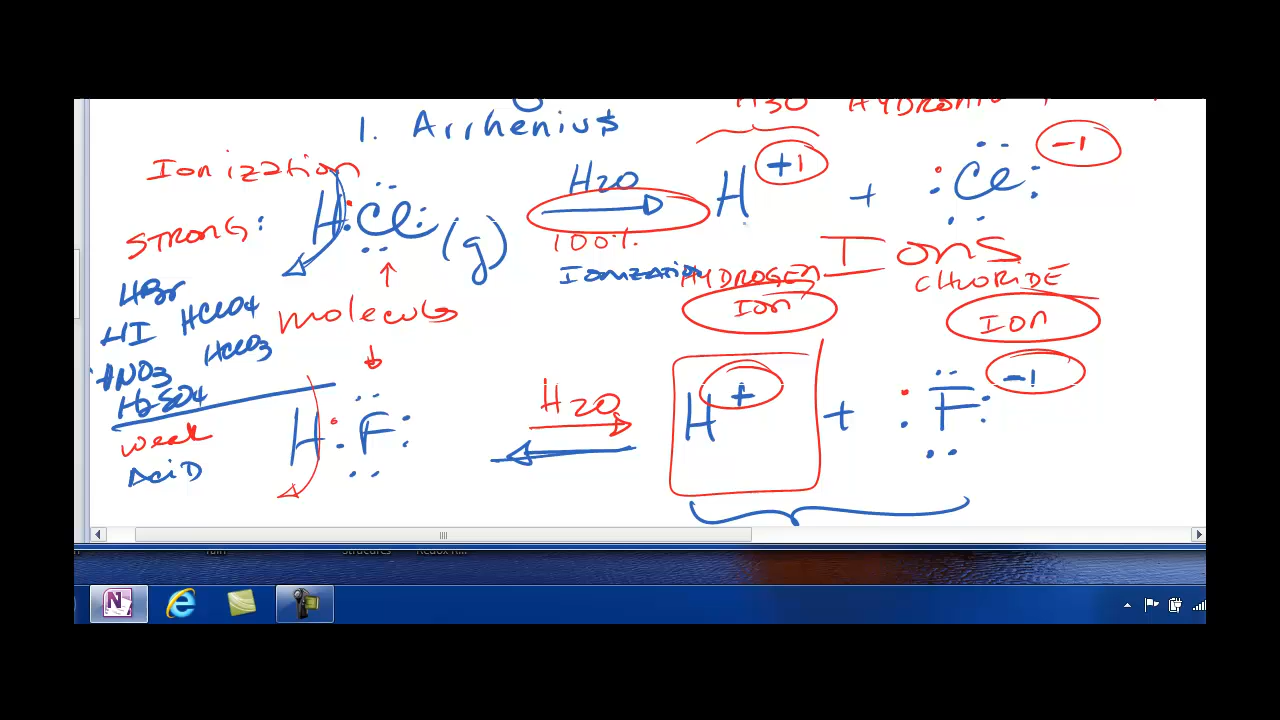 H3O HYDRONIUM
1. Arrhenius
Ionization
STRONG: H Cl (g) H2O H +1 + Cl -1
100%
Ionization
HYDROGEN Ion
Ions
CHLORIDE Ion
molecules
HBr
HI HClO4
HNO3 HClO3
H2SO4
weak
AciD
H F H2O H + + F -1